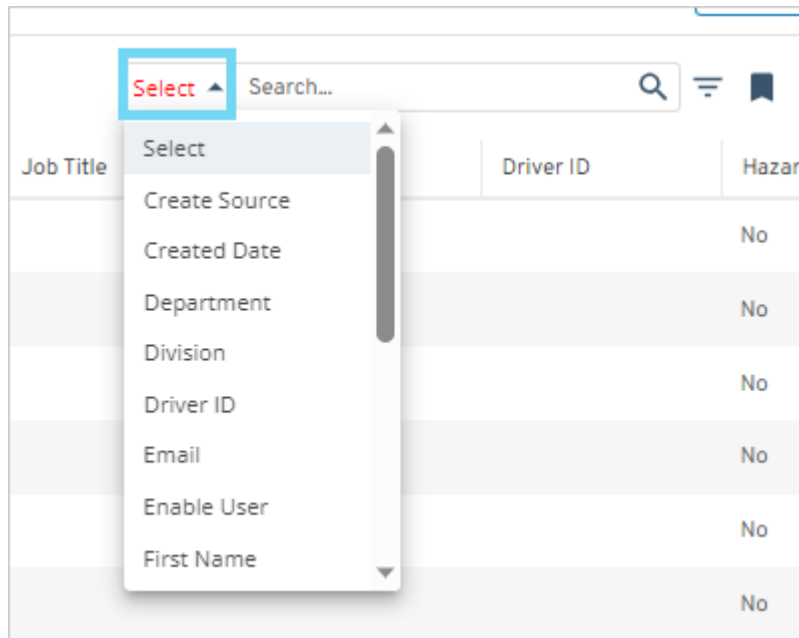 Select Search...
Job Title Driver ID Hazar
Select
Create Source
Created Date
Department
Division
Driver ID
Email
Enable User
First Name
No
No
No
No
No
No